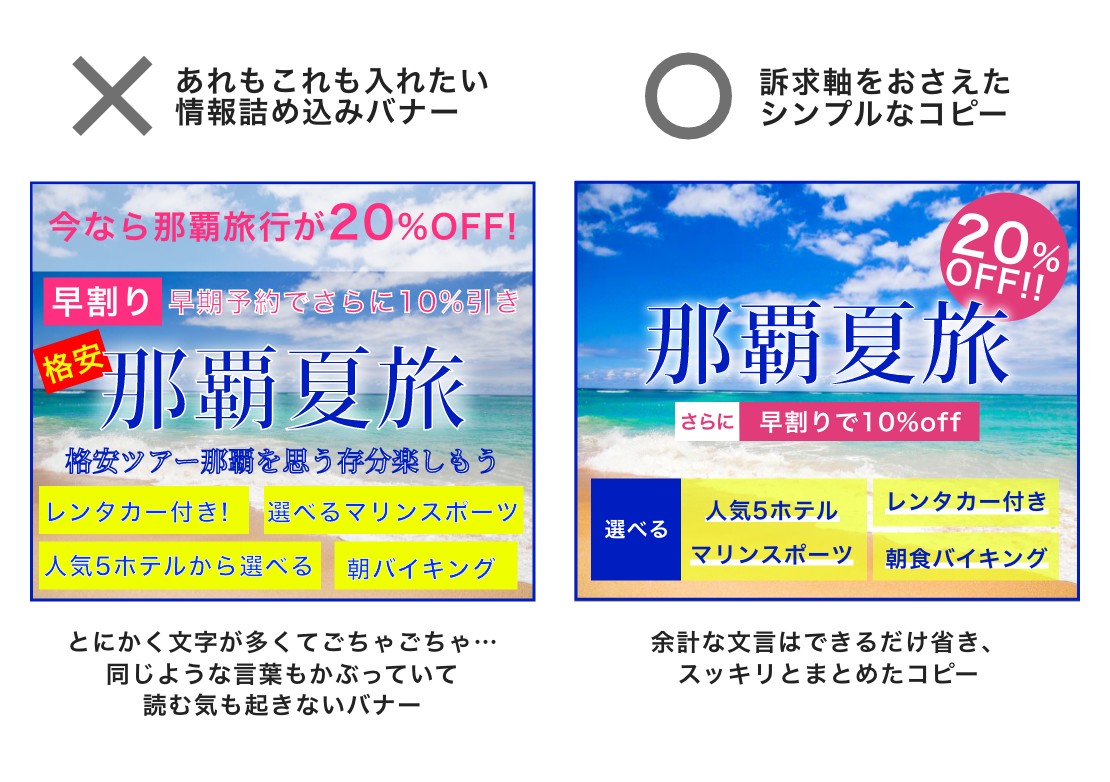 あれもこれも入れたい
情報詰め込みバナー
今なら那覇旅行が20%OFF!
早割り 早期予約でさらに10%引き
格安
那覇夏旅
格安ツアー那覇を思う存分楽しもう
レンタカー付き! 選べるマリンスポーツ
人気5ホテルから選べる 朝バイキング
とにかく文字が多くてごちゃごちゃ…
同じような言葉もかぶっていて
読む気も起きないバナー
訴求軸をおさえた
シンプルなコピー
20%
OFF!!
那覇夏旅
さらに 早割りで10%off
選べる
人気5ホテル
マリンスポーツ
レンタカー付き
朝食バイキング
余計な文言はできるだけ省き、
スッキリとまとめたコピー